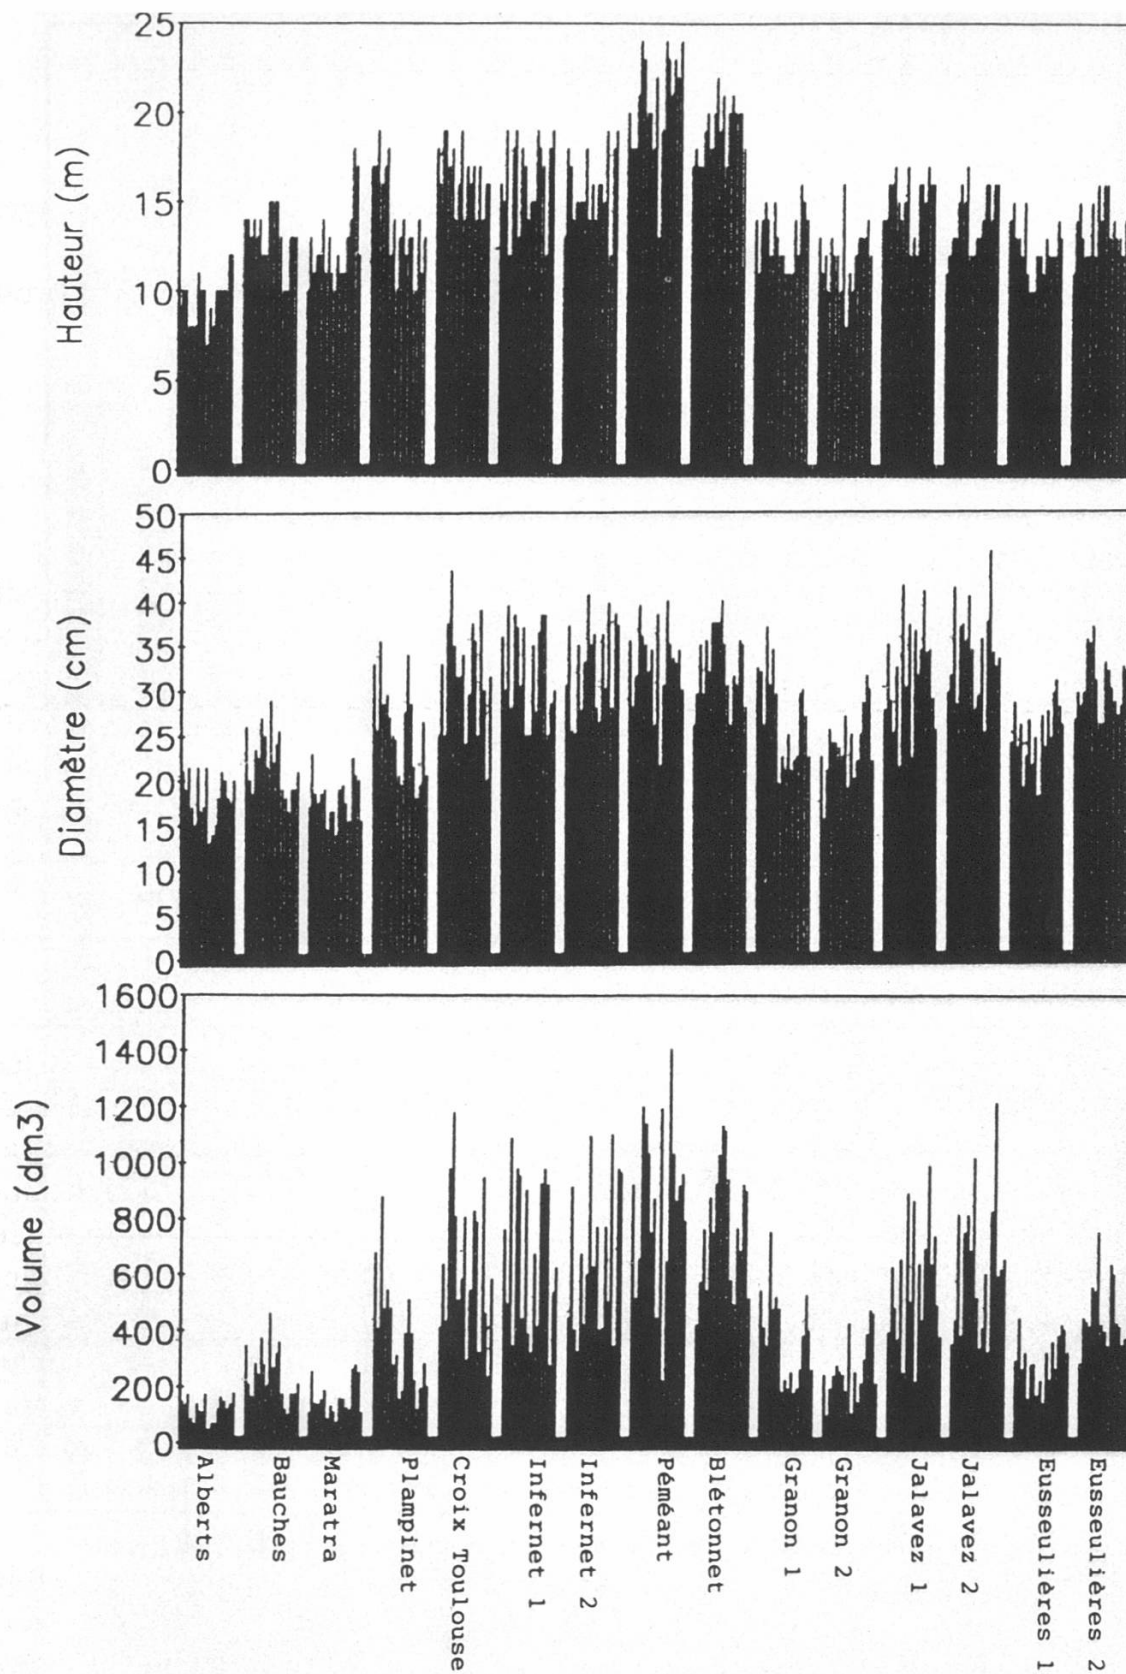 25
20
15
10
5
0
Hauteur (m)
50
45
40
35
30
25
20
15
10
5
0
Diamètre (cm)
1600
1400
1200
1000
800
600
400
200
0
Volume (dm3)
Alberts
Bauches
Maratra
Plampinet
Croix Toulouse
Infernet 1
Infernet 2
Péméant
Blétonnet
Granon 1
Granon 2
Jalavez 1
Jalavez 2
Eusseulières 1
Eusseulières 2